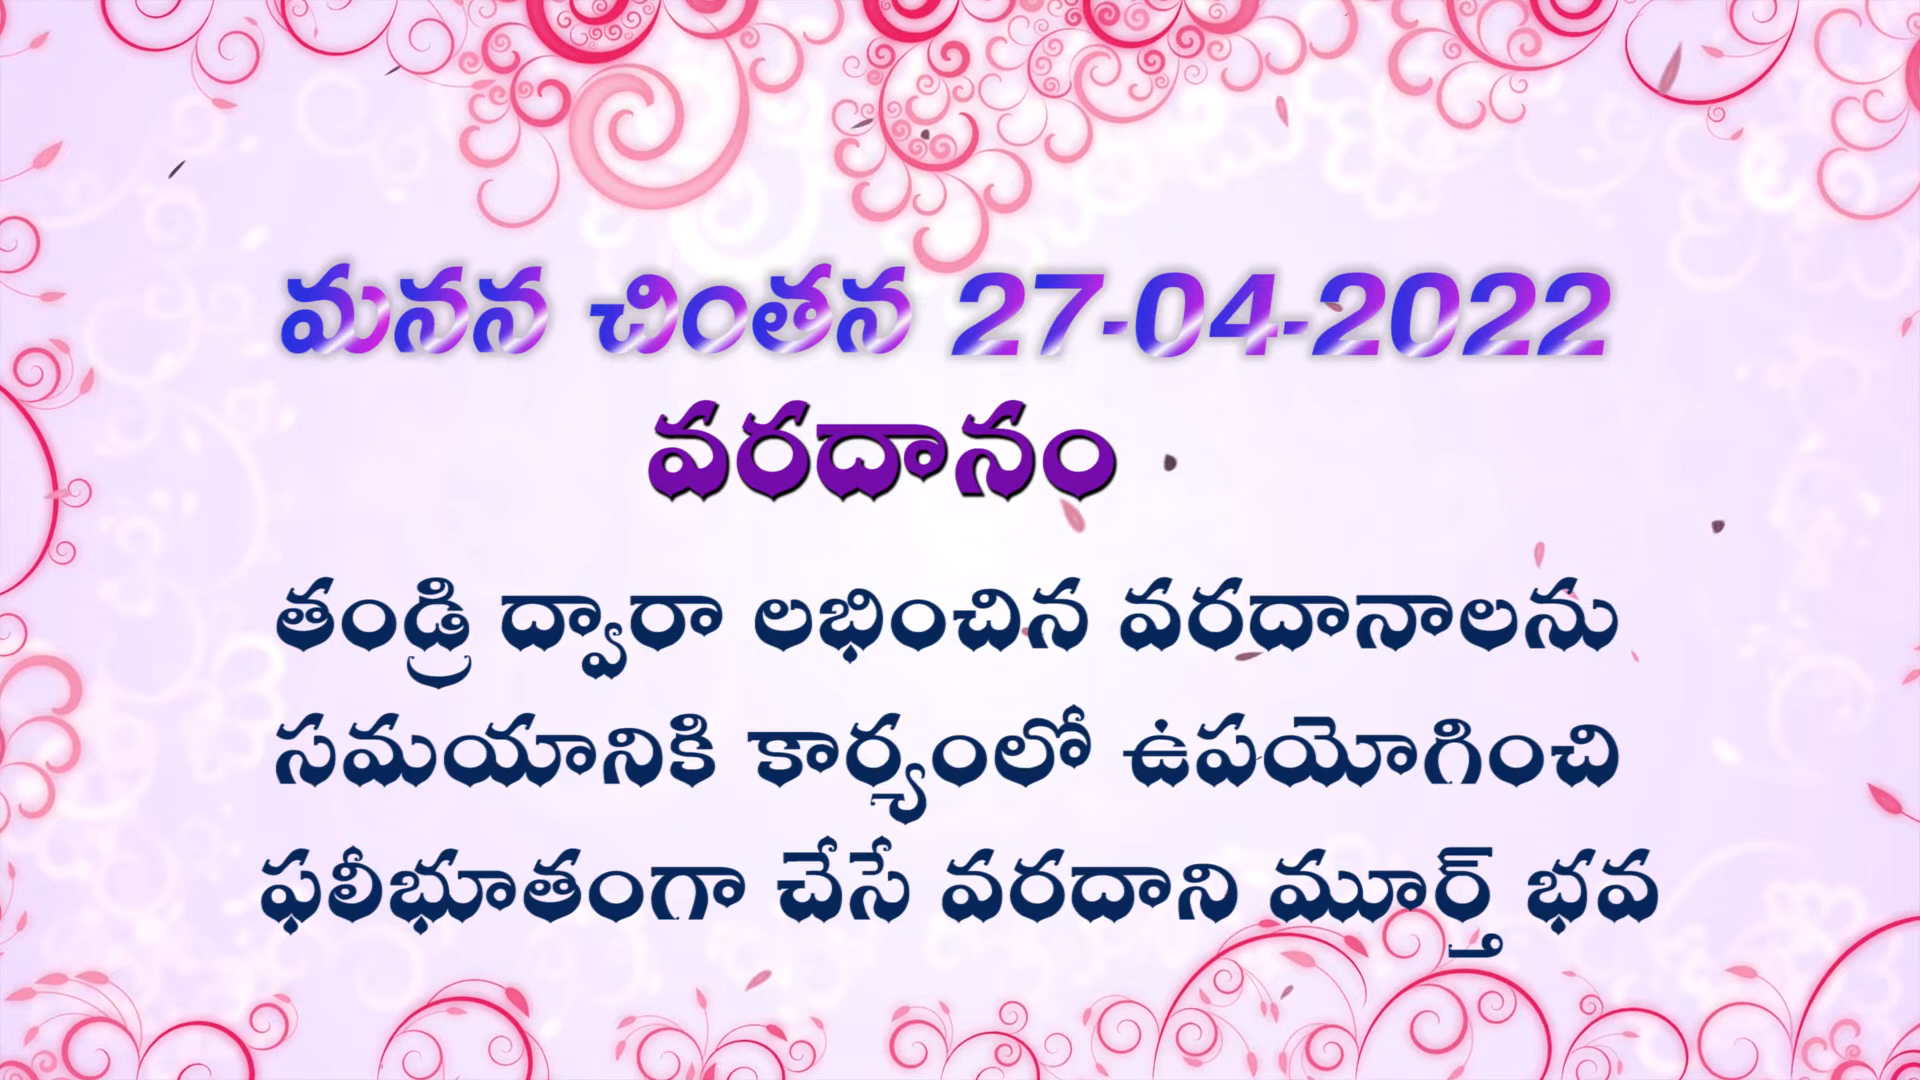 మనన చింతన 27-04-2022
వరదానం
తండ్రి ద్వారా లభించిన వరదానాలను
సమయానికి కార్యంలో ఉపయోగించి
ఫలీభూతంగా చేసే వరదాని మూర్త్ భవ